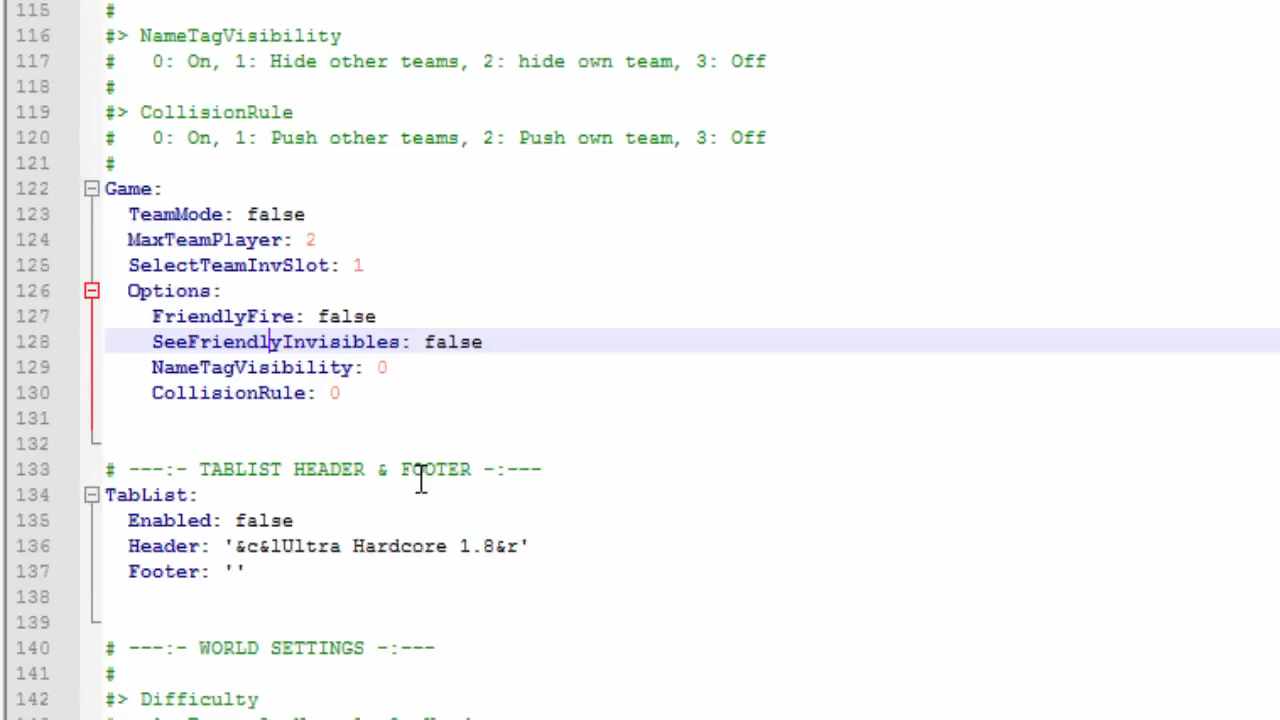 115 #
116 #> NameTagVisibility
117 #   0: On, 1: Hide other teams, 2: hide own team, 3: Off
118 #
119 #> CollisionRule
120 #   0: On, 1: Push other teams, 2: Push own team, 3: Off
121 #
122 Game:
123   TeamMode: false
124   MaxTeamPlayer: 2
125   SelectTeamInvSlot: 1
126   Options:
127     FriendlyFire: false
128     SeeFriendlyInvisibles: false
129     NameTagVisibility: 0
130     CollisionRule: 0
131
132
133 # ---:- TABLIST HEADER & FOOTER -:---
134 TabList:
135   Enabled: false
136   Header: '&c&lUltra Hardcore 1.8&r'
137   Footer: ''
138
139
140 # ---:- WORLD SETTINGS -:---
141 #
142 #> Difficulty